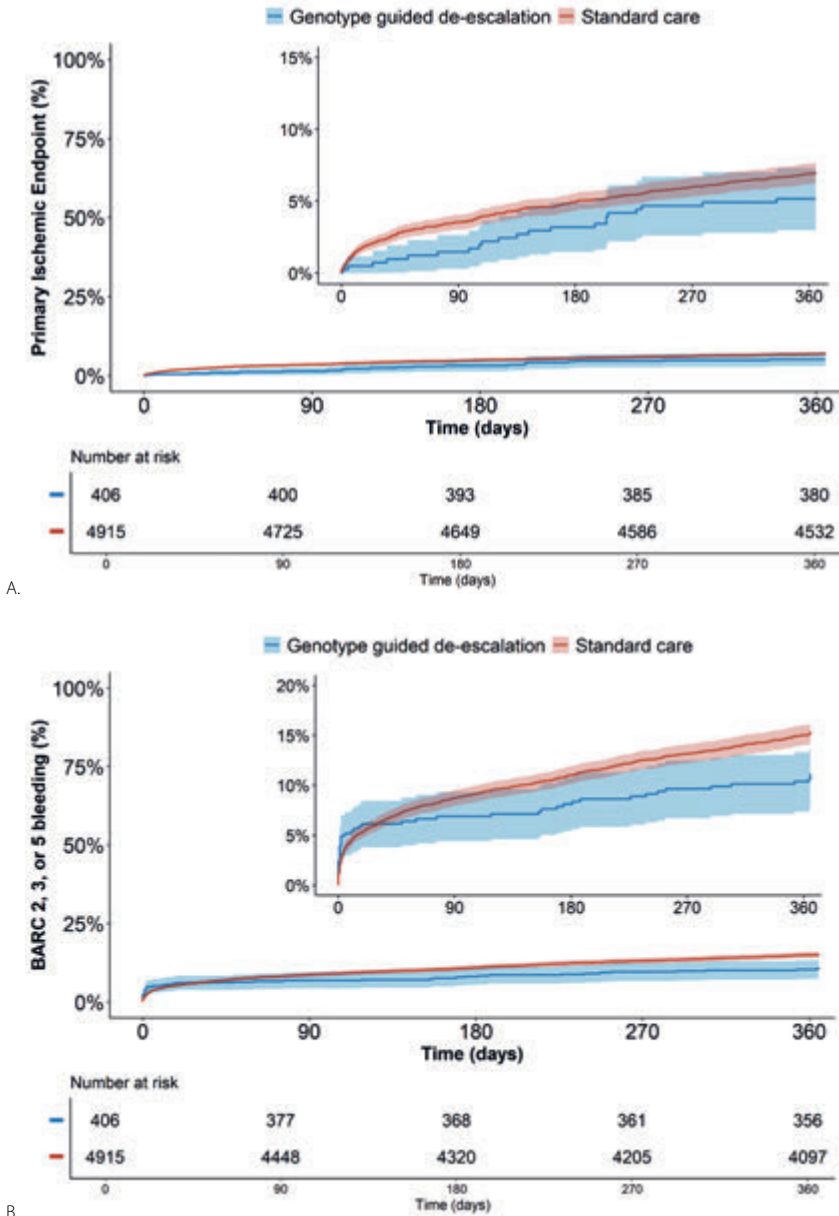 Genotype guided de-escalation Standard care
Primary Ischemic Endpoint (%)
100%
75%
50%
25%
0%
15%
10%
5%
0%
0 90 180 270 360
0 90 180 270 360
Time (days)
Number at risk
406 400 393 385 380
4915 4725 4649 4586 4532
0 90 180 270 360
Time (days)
A.
Genotype guided de-escalation Standard care
BARC 2, 3, or 5 bleeding (%)
100%
75%
50%
25%
0%
20%
15%
10%
5%
0%
0 90 180 270 360
0 90 180 270 360
Time (days)
Number at risk
406 377 368 361 356
4915 4448 4320 4205 4097
0 90 180 270 360
Time (days)
B